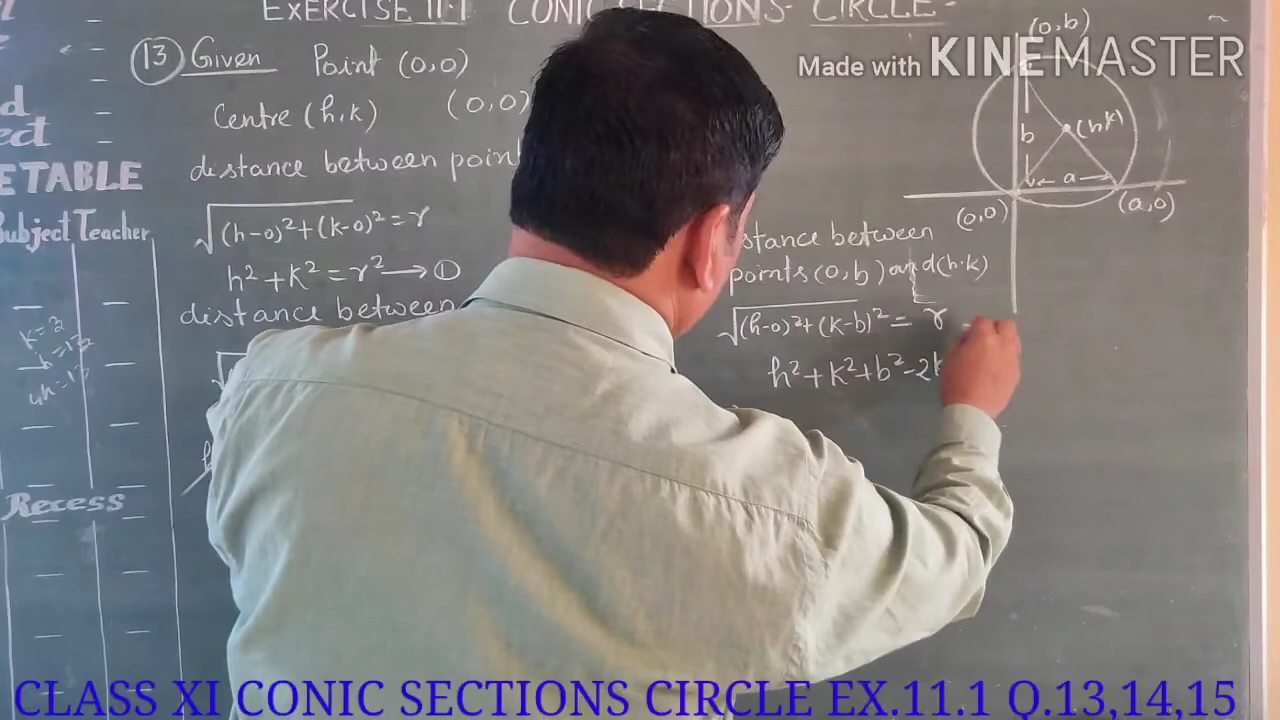 EXERCISE 11.1 CONIC SECTIONS- CIRCLE-
Made with KINEMASTER
13 Given Point (0,0)
Centre (h,k) (0,0)
distance between point
√(h-0)²+(k-0)² = r
h²+k² = r² → ①
distance between
(0,b)
b
(h,k)
a
(0,0)
(a,0)
stance between
points (0,b) and (h.k)
√(h-0)²+(k-b)² = r
h²+k²+b²-2k
d
ect
ETABLE
Subject Teacher
k=2
Recess
CLASS XI CONIC SECTIONS CIRCLE EX.11.1 Q.13,14,15